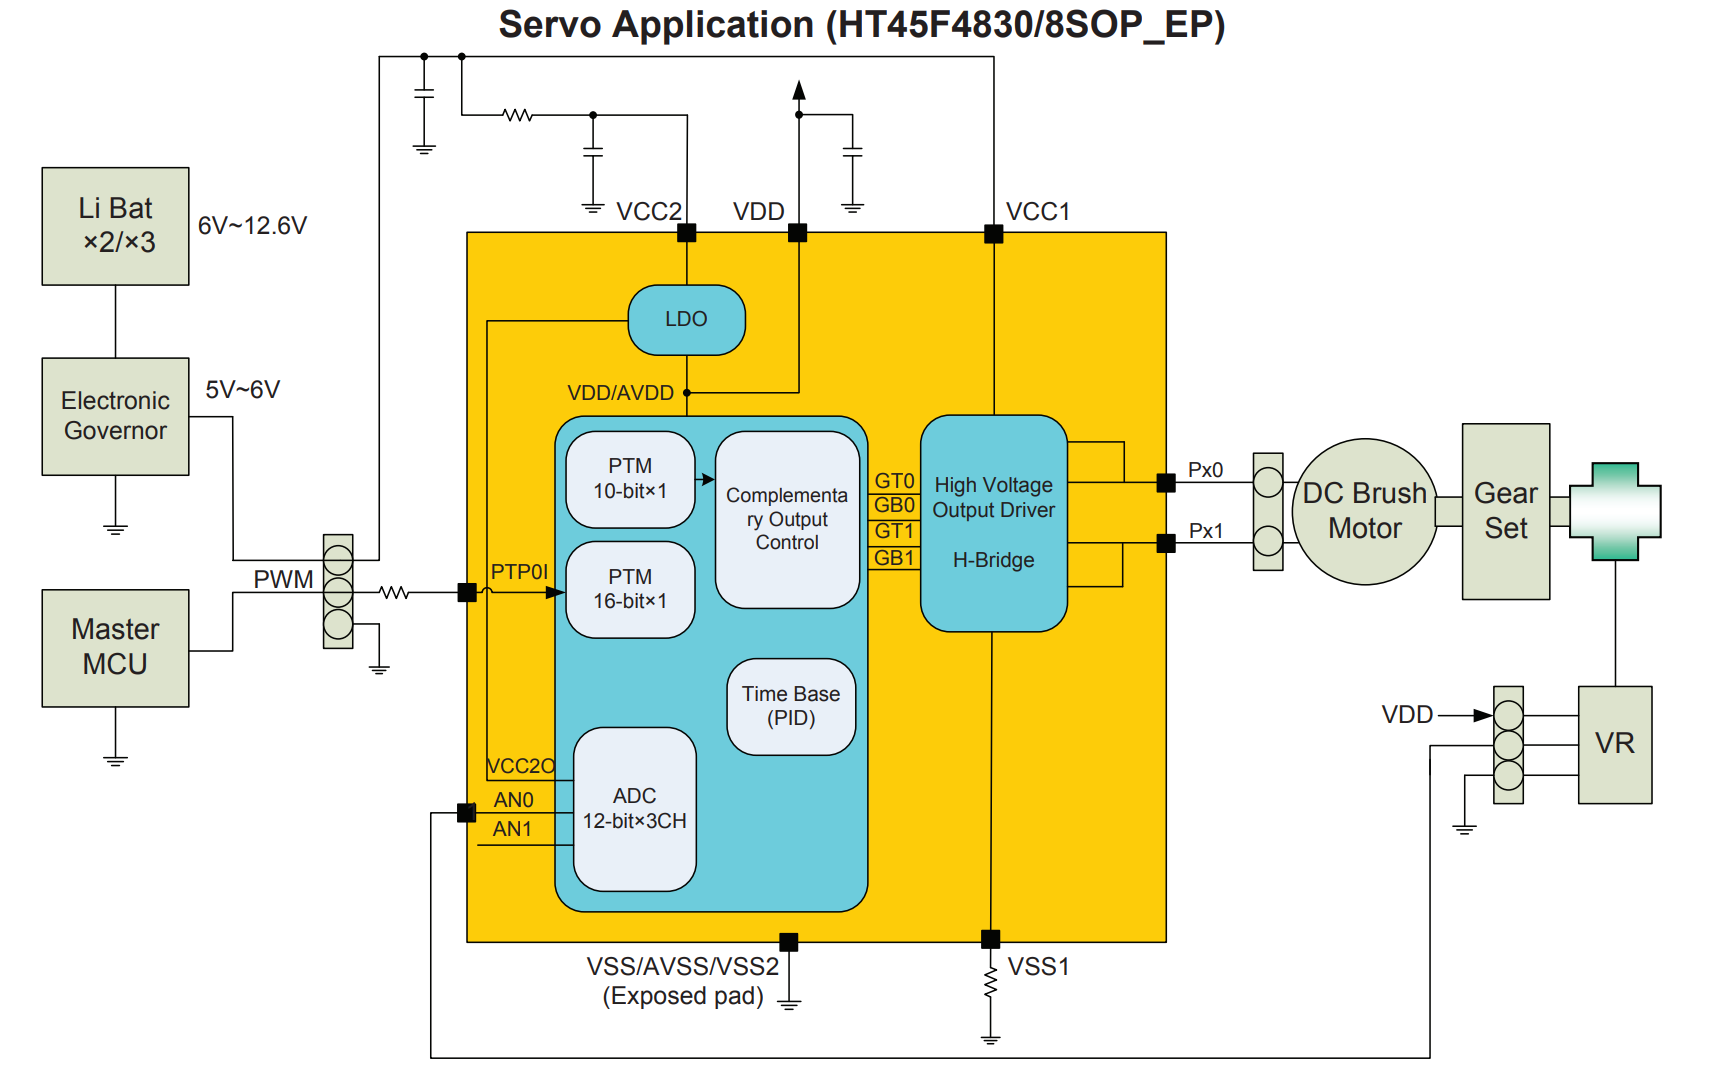 Servo Application (HT45F4830/8SOP_EP)
Li Bat
×2/×3
6V~12.6V
Electronic
Governor
5V~6V
Master
MCU
PWM
VCC2
VDD
VCC1
LDO
VDD/AVDD
PTM
10-bit×1
Complementa
ry Output
Control
PTP0I
PTM
16-bit×1
GT0
GB0
GT1
GB1
High Voltage
Output Driver
H-Bridge
Time Base
(PID)
VCC2O
AN0
AN1
ADC
12-bit×3CH
VSS/AVSS/VSS2
(Exposed pad)
VSS1
Px0
Px1
DC Brush
Motor
Gear
Set
VDD
VR